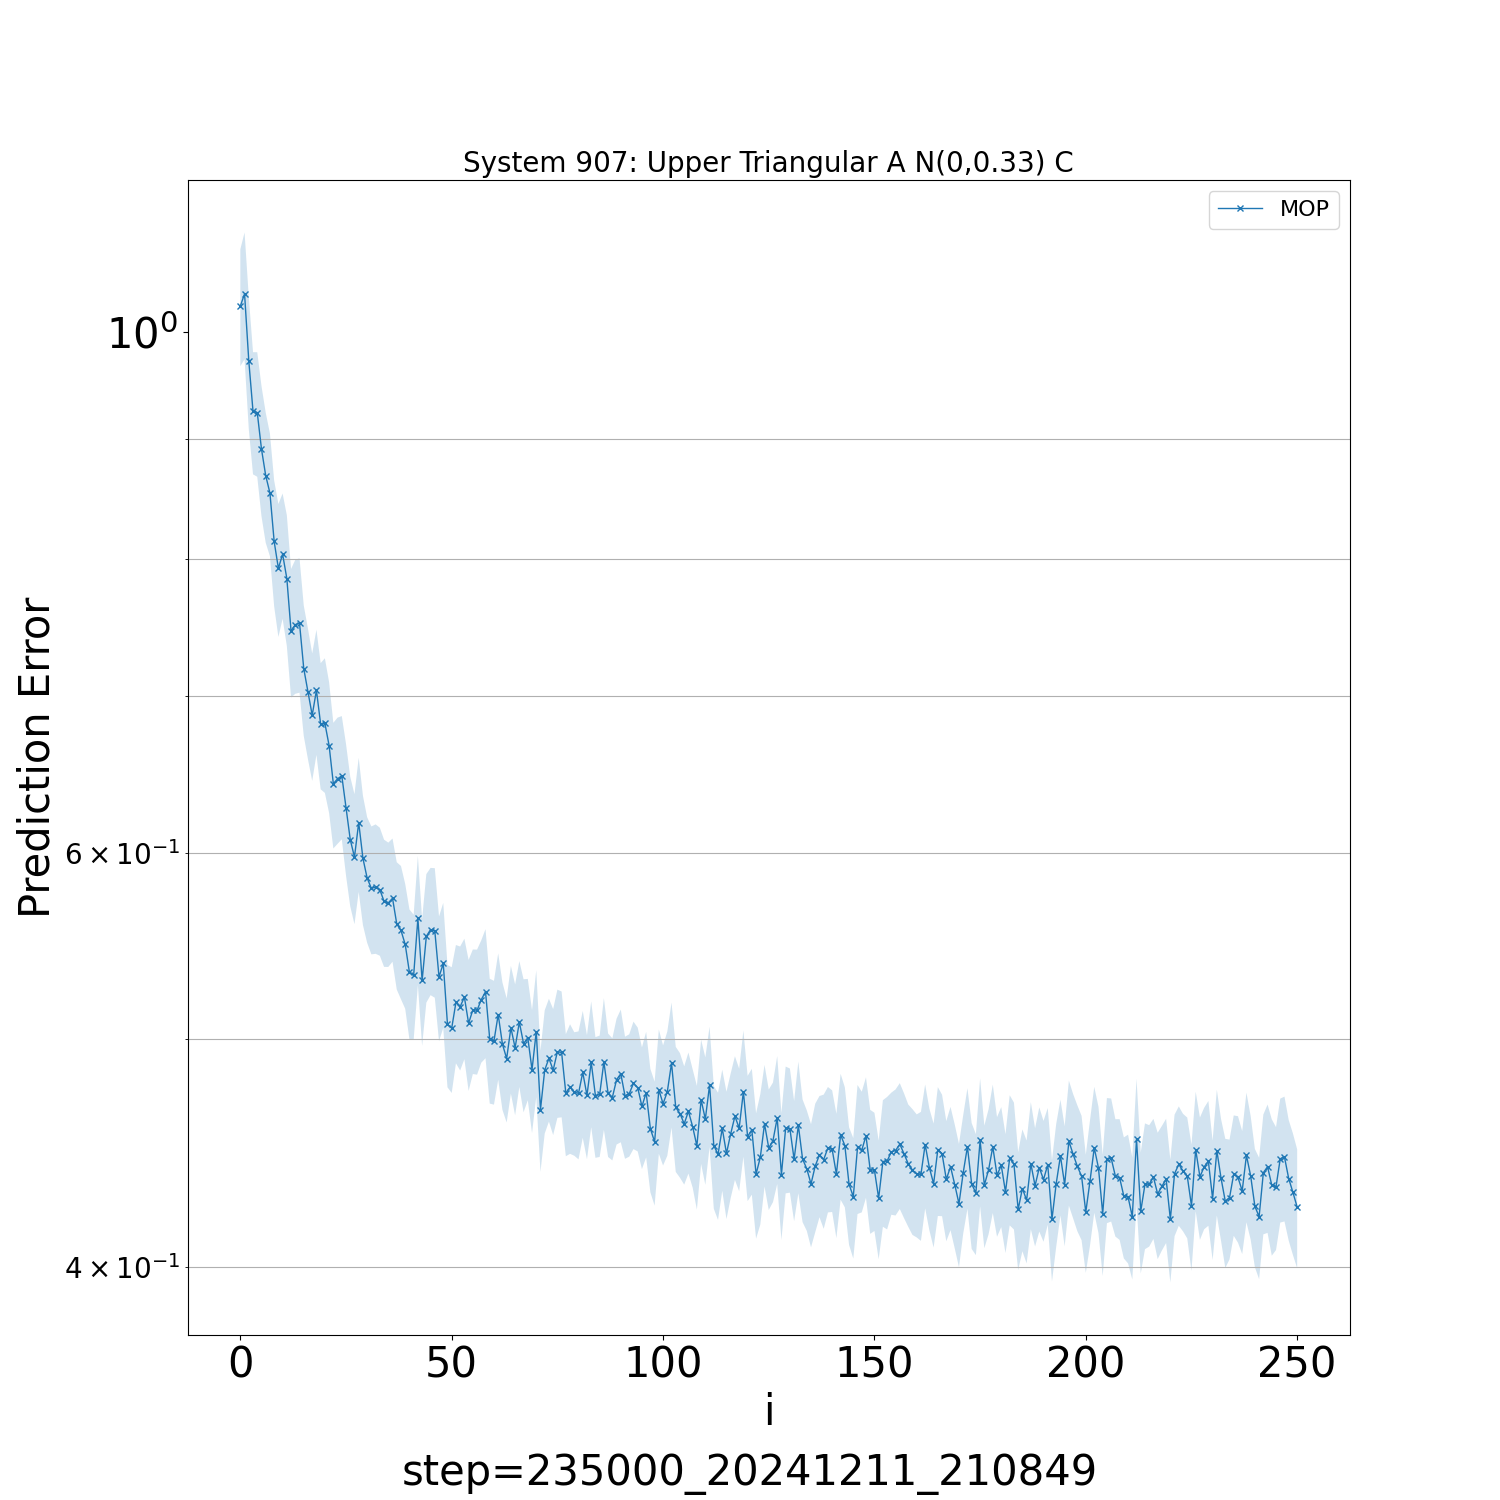 System 907: Upper Triangular A N(0,0.33) C
MOP
10⁰
6 × 10⁻¹
4 × 10⁻¹
Prediction Error
0 50 100 150 200 250
i
step=235000_20241211_210849